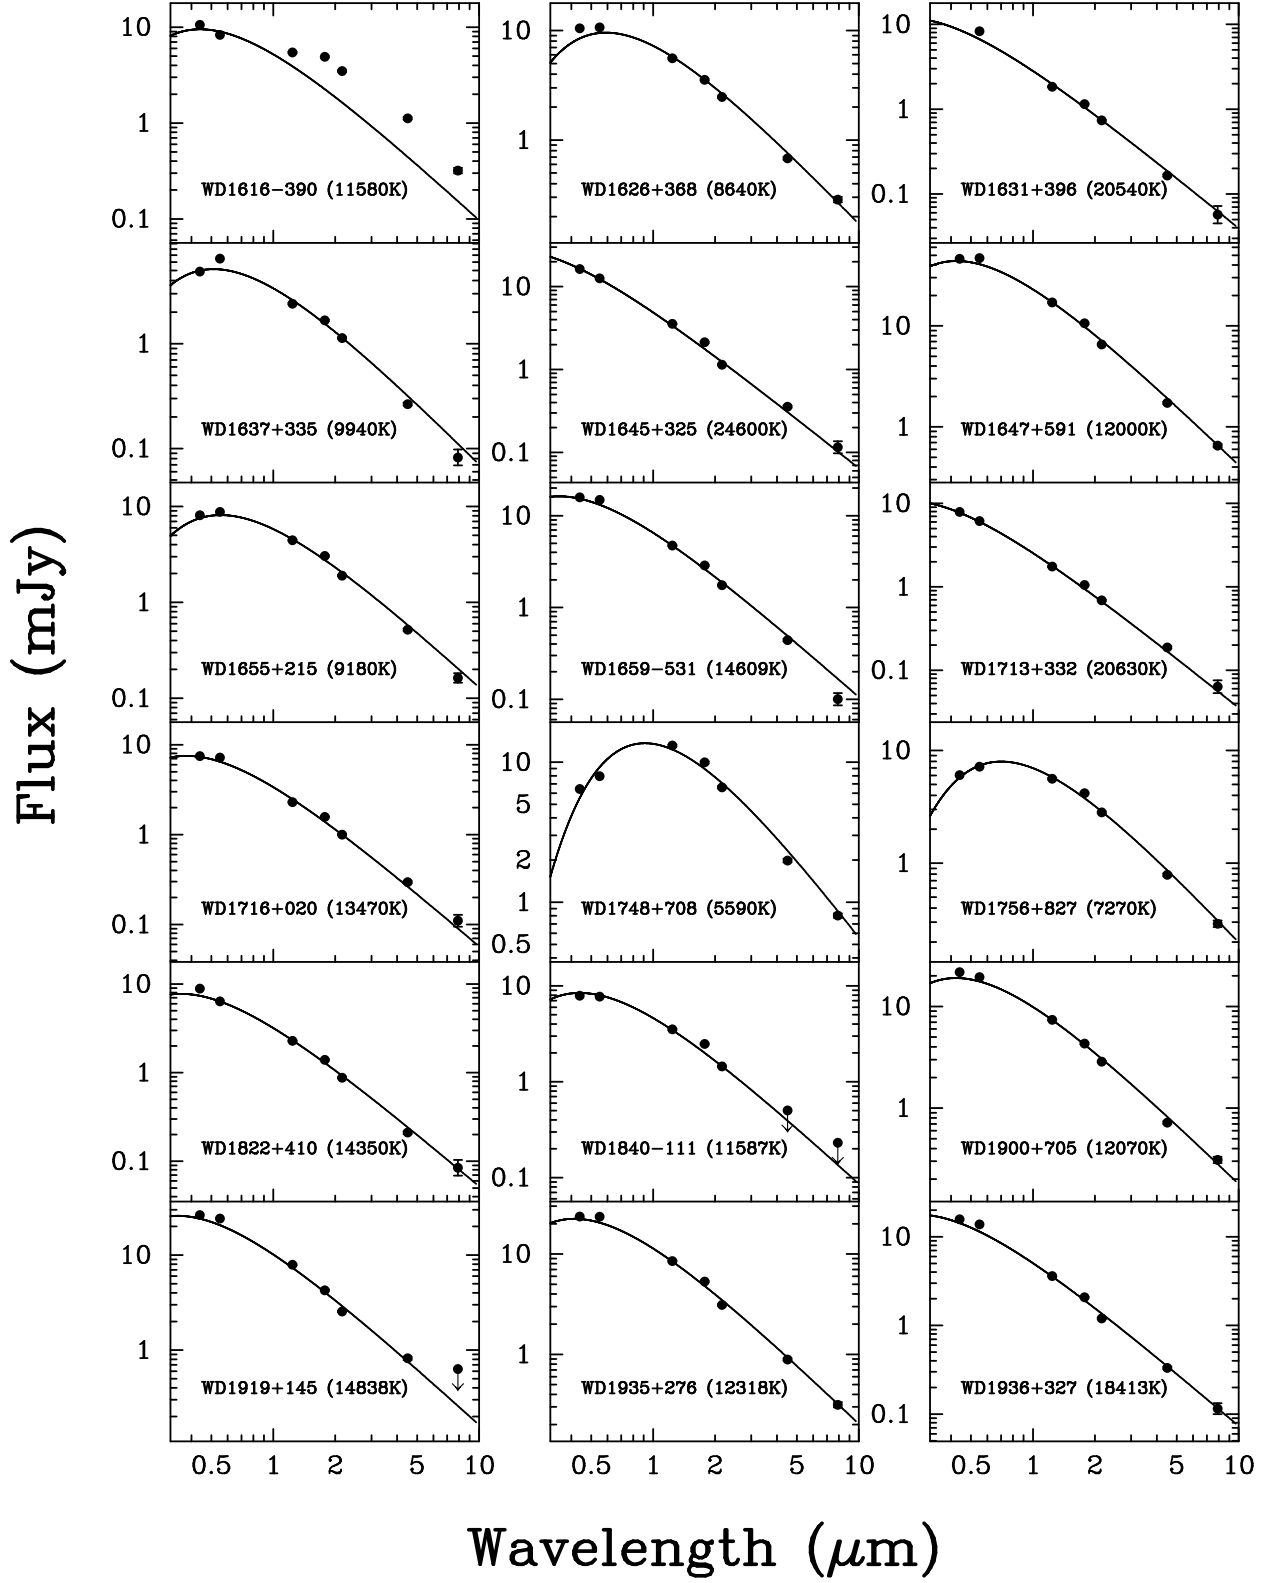 10
1
0.1
WD1616−390 (11580K)
10
1
WD1626+368 (8640K)
10
1
0.1
WD1631+396 (20540K)
1
0.1
WD1637+335 (9940K)
10
1
0.1
WD1645+325 (24600K)
10
1
WD1647+591 (12000K)
10
1
0.1
WD1655+215 (9180K)
10
1
0.1
WD1659−531 (14609K)
10
1
0.1
WD1713+332 (20630K)
10
1
0.1
WD1716+020 (13470K)
10
5
2
1
0.5
WD1748+708 (5590K)
10
1
WD1756+827 (7270K)
10
1
0.1
WD1822+410 (14350K)
10
1
0.1
WD1840−111 (11587K)
10
1
WD1900+705 (12070K)
10
1
WD1919+145 (14838K)
10
1
WD1935+276 (12318K)
10
1
0.1
WD1936+327 (18413K)
0.5 1 2 5 10
0.5 1 2 5 10
0.5 1 2 5 10
Flux (mJy)
Wavelength (μm)